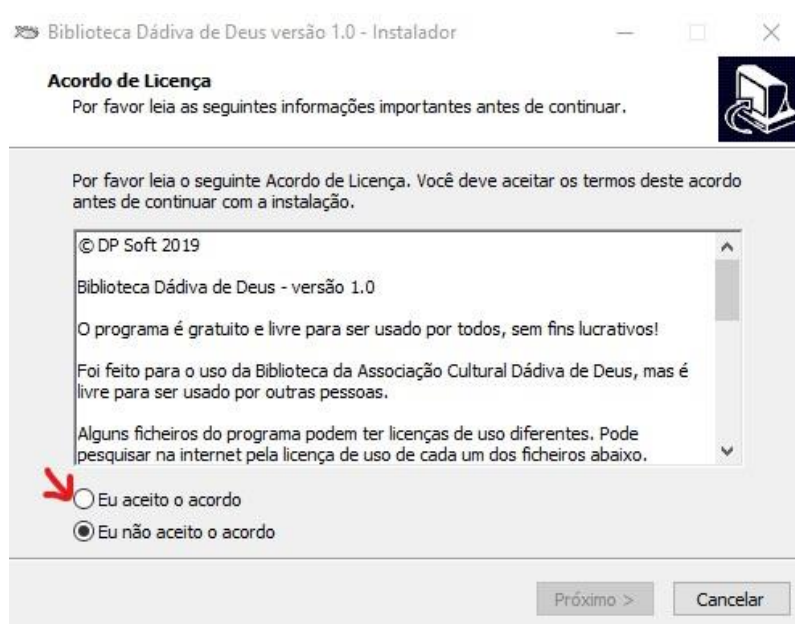 Biblioteca Dádiva de Deus versão 1.0 - Instalador
Acordo de Licença
Por favor leia as seguintes informações importantes antes de continuar.
Por favor leia o seguinte Acordo de Licença. Você deve aceitar os termos deste acordo
antes de continuar com a instalação.
© DP Soft 2019
Biblioteca Dádiva de Deus - versão 1.0
O programa é gratuito e livre para ser usado por todos, sem fins lucrativos!
Foi feito para o uso da Biblioteca da Associação Cultural Dádiva de Deus, mas é
livre para ser usado por outras pessoas.
Alguns ficheiros do programa podem ter licenças de uso diferentes. Pode
pesquisar na internet pela licença de uso de cada um dos ficheiros abaixo.
Eu aceito o acordo
Eu não aceito o acordo
Próximo >
Cancelar